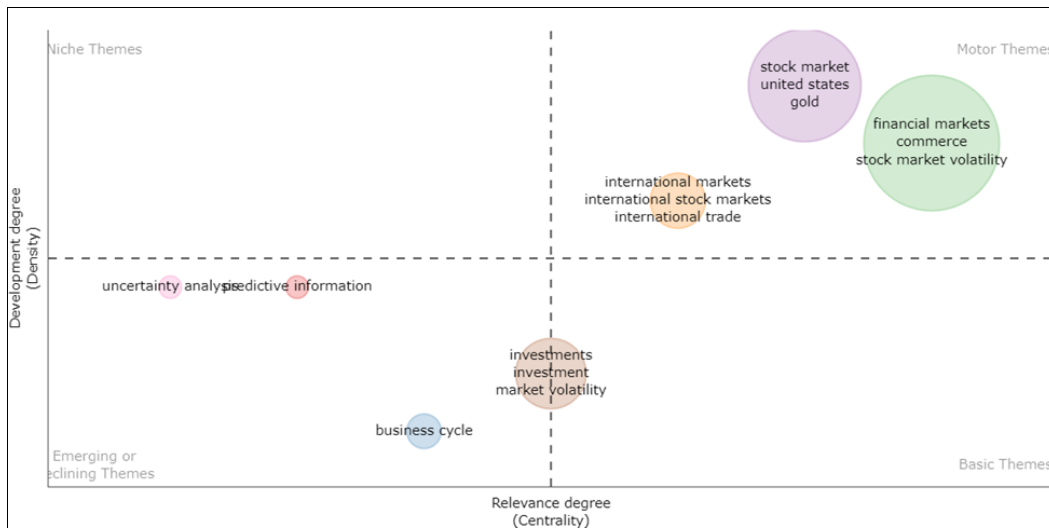 Niche Themes
Motor Themes
stock market
united states
gold
financial markets
commerce
stock market volatility
international markets
international stock markets
international trade
Development degree
(Density)
uncertainty analysis
predictive information
investments
investment
market volatility
business cycle
Emerging or
eclining Themes
Basic Themes
Relevance degree
(Centrality)